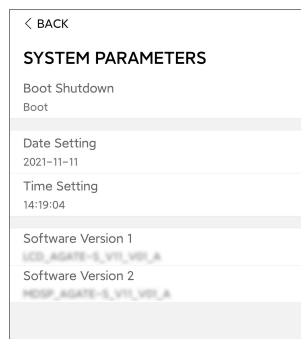 < BACK
SYSTEM PARAMETERS
Boot Shutdown
Boot
Date Setting
2021-11-11
Time Setting
14:19:04
Software Version 1
Software Version 2